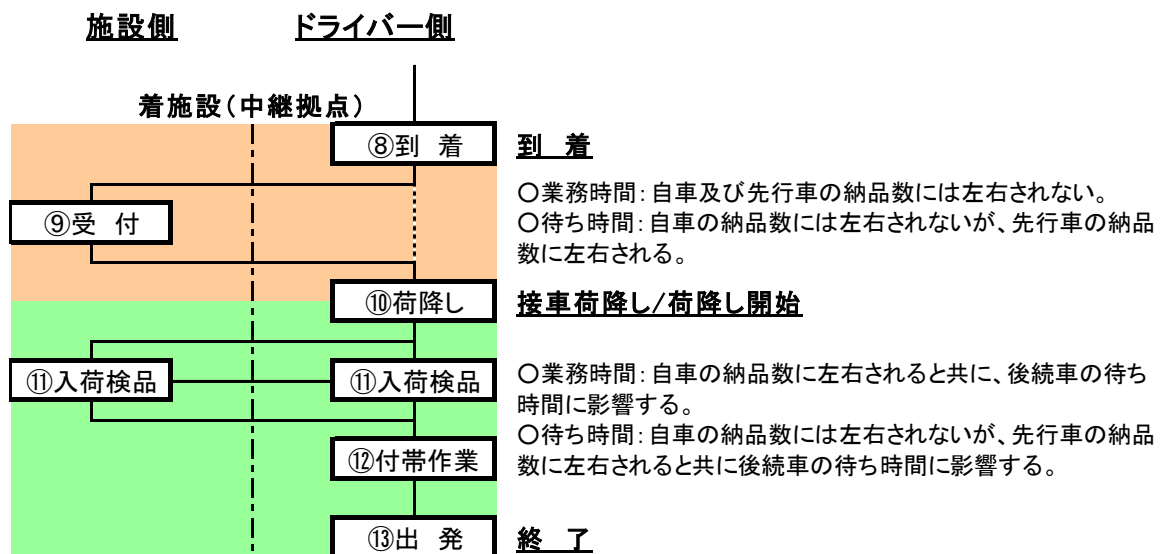 施設側 ドライバー側
着施設(中継拠点)
⑧到 着 到 着
〇業務時間:自車及び先行車の納品数には左右されない。
⑨受 付 〇待ち時間:自車の納品数には左右されないが、先行車の納品
数に左右される。
⑩荷降し 接車荷降し/荷降し開始
⑪入荷検品 ⑪入荷検品 〇業務時間:自車の納品数に左右されると共に、後続車の待ち
時間に影響する。
〇待ち時間:自車の納品数には左右されないが、先行車の納品
⑫付帯作業 数に左右されると共に後続車の待ち時間に影響する。
⑬出 発 終 了